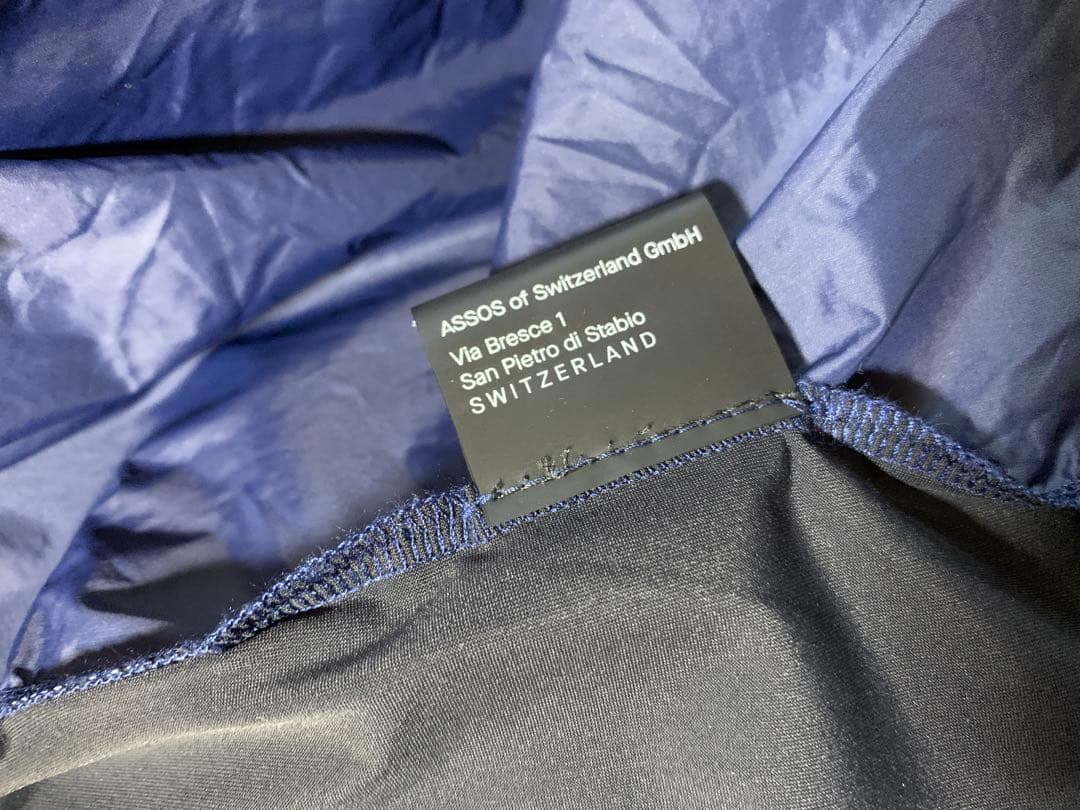 ASSOS of Switzerland GmbH
Via Bresce 1
San Pietro di Stabio
SWITZERLAND